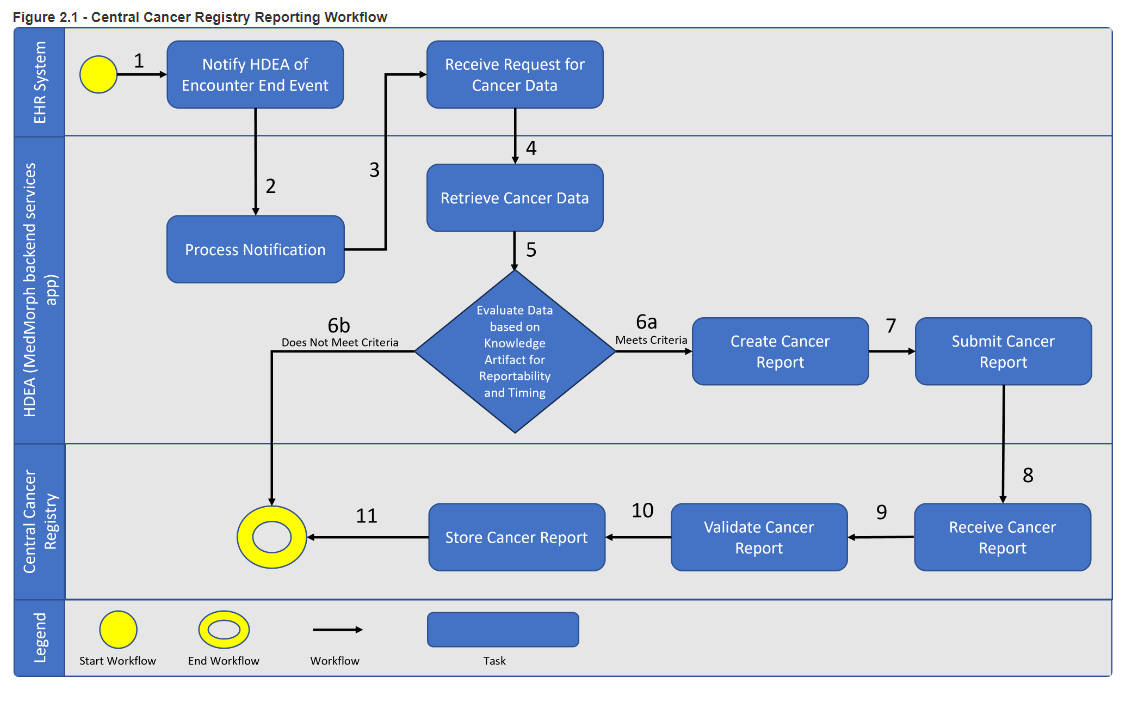 Figure 2.1 - Central Cancer Registry Reporting Workflow
EHR System
1
Notify HDEA of
Encounter End Event
Receive Request for
Cancer Data
2
3
4
HDEA (MedMorph backend services
app)
Process Notification
Retrieve Cancer Data
5
Evaluate Data
based on
Knowledge
Artifact for
Reportability
and Timing
6b
Does Not Meet Criteria
6a
Meets Criteria
Create Cancer
Report
7
Submit Cancer
Report
8
Central Cancer
Registry
Receive Cancer
Report
9
Validate Cancer
Report
10
Store Cancer Report
11
Legend
Start Workflow
End Workflow
Workflow
Task